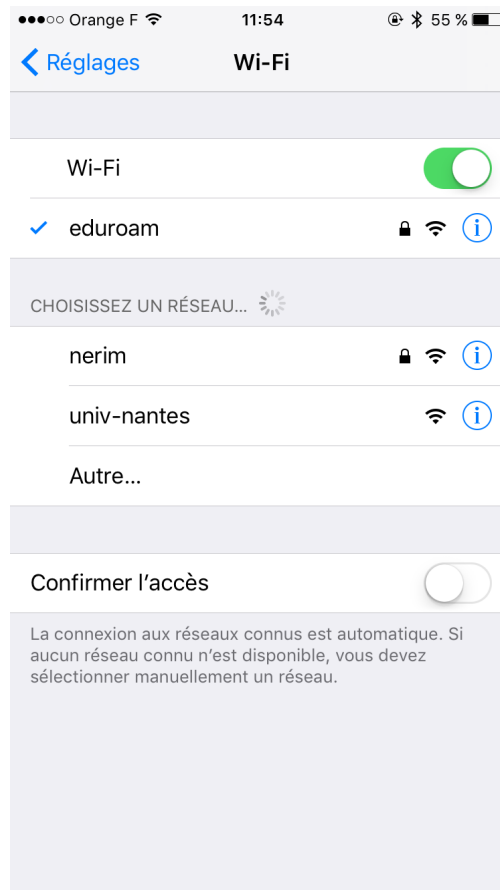 Orange F 11:54 55 %
Réglages Wi-Fi
Wi-Fi
eduroam
CHOISISSEZ UN RÉSEAU...
nerim
univ-nantes
Autre...
Confirmer l'accès
La connexion aux réseaux connus est automatique. Si
aucun réseau connu n'est disponible, vous devez
sélectionner manuellement un réseau.